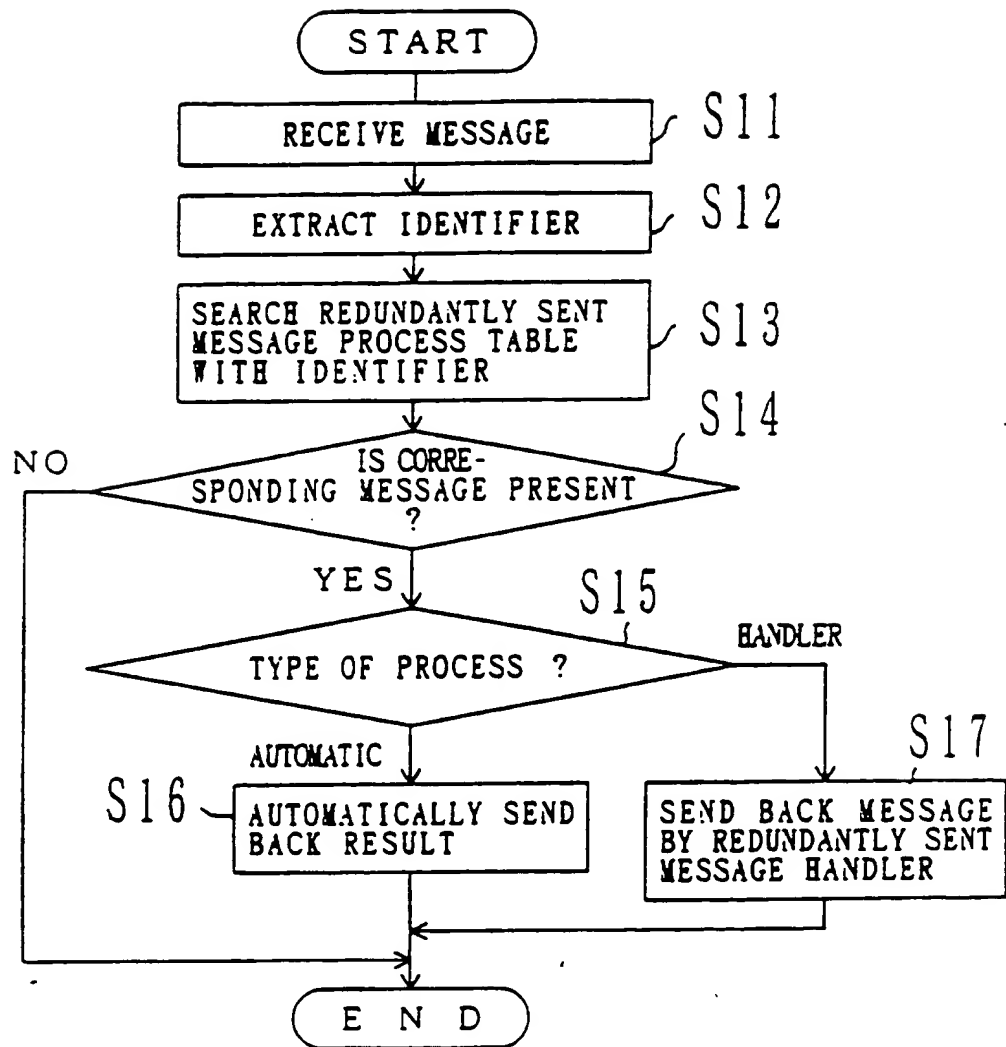 START
RECEIVE MESSAGE
S11
EXTRACT IDENTIFIER
S12
SEARCH REDUNDANTLY SENT
MESSAGE PROCESS TABLE
WITH IDENTIFIER
S13
S14
NO
IS CORRE-
SPONDING MESSAGE PRESENT
?
YES
S15
HANDLER
TYPE OF PROCESS ?
AUTOMATIC
S17
S16
AUTOMATICALLY SEND
BACK RESULT
SEND BACK MESSAGE
BY REDUNDANTLY SENT
MESSAGE HANDLER
END